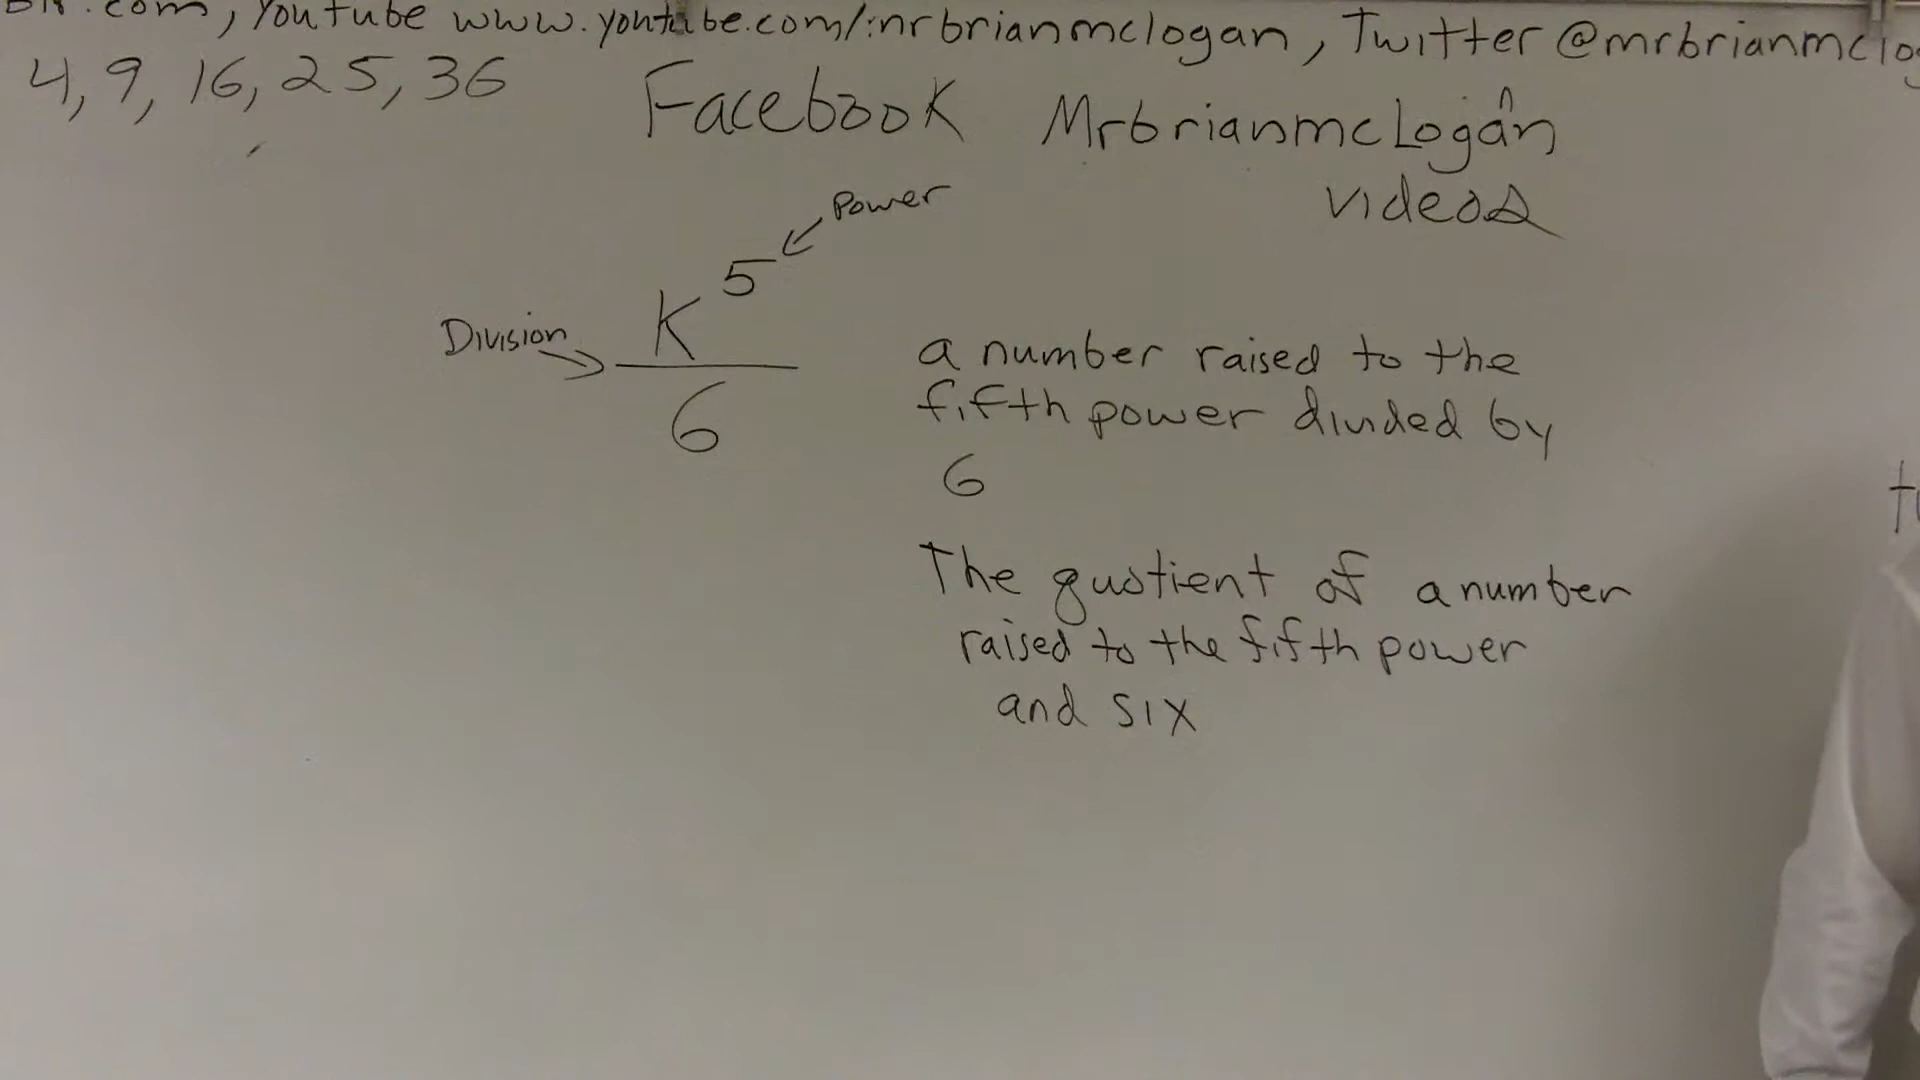 .com, Youtube www.youtube.com/mrbrianmclogan, Twitter @mrbrianmclo
4, 9, 16, 25, 36
Facebook MrbrianmcLogan
videos
Power
K^5
Division
6
a number raised to the
fifth power divided by
6
The quotient of a number
raised to the fifth power
and six